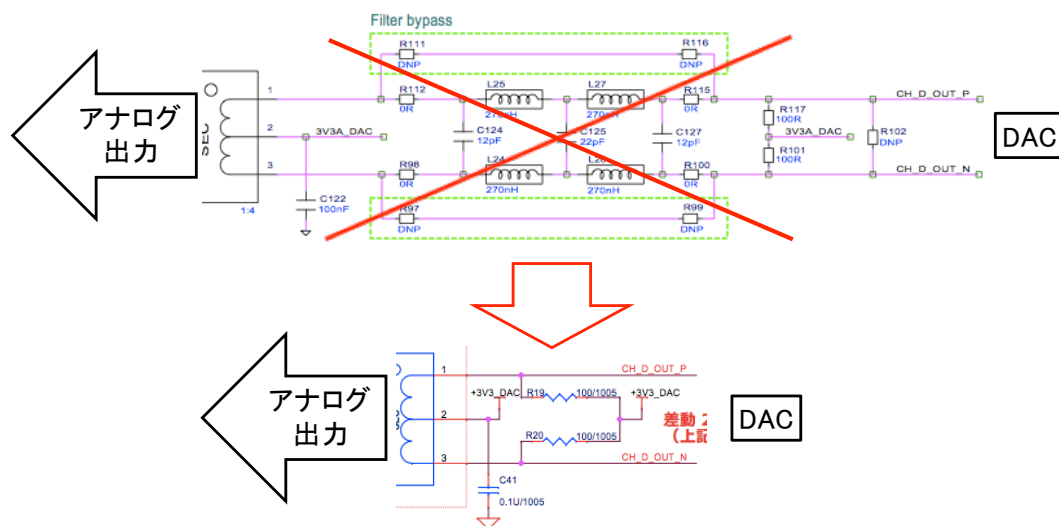 Filter bypass
R111
DNP
R116
DNP
1
R112
0R
L25
270nH
L27
270nH
R115
0R
CH_D_OUT_P
アナログ
出力
SEC
2
3V3A_DAC
C124
12pF
C125
22pF
C127
12pF
R117
100R
3V3A_DAC
R101
100R
R102
DNP
DAC
3
R98
0R
L24
270nH
270nH
R100
0R
CH_D_OUT_N
C122
100nF
1:4
R97
DNP
R99
DNP
アナログ
出力
1
CH_D_OUT_P
+3V3_DAC
R19
100/1005
+3V3_DAC
2
差動
DAC
R20
100/1005
(上記
3
CH_D_OUT_N
C41
0.1U/1005